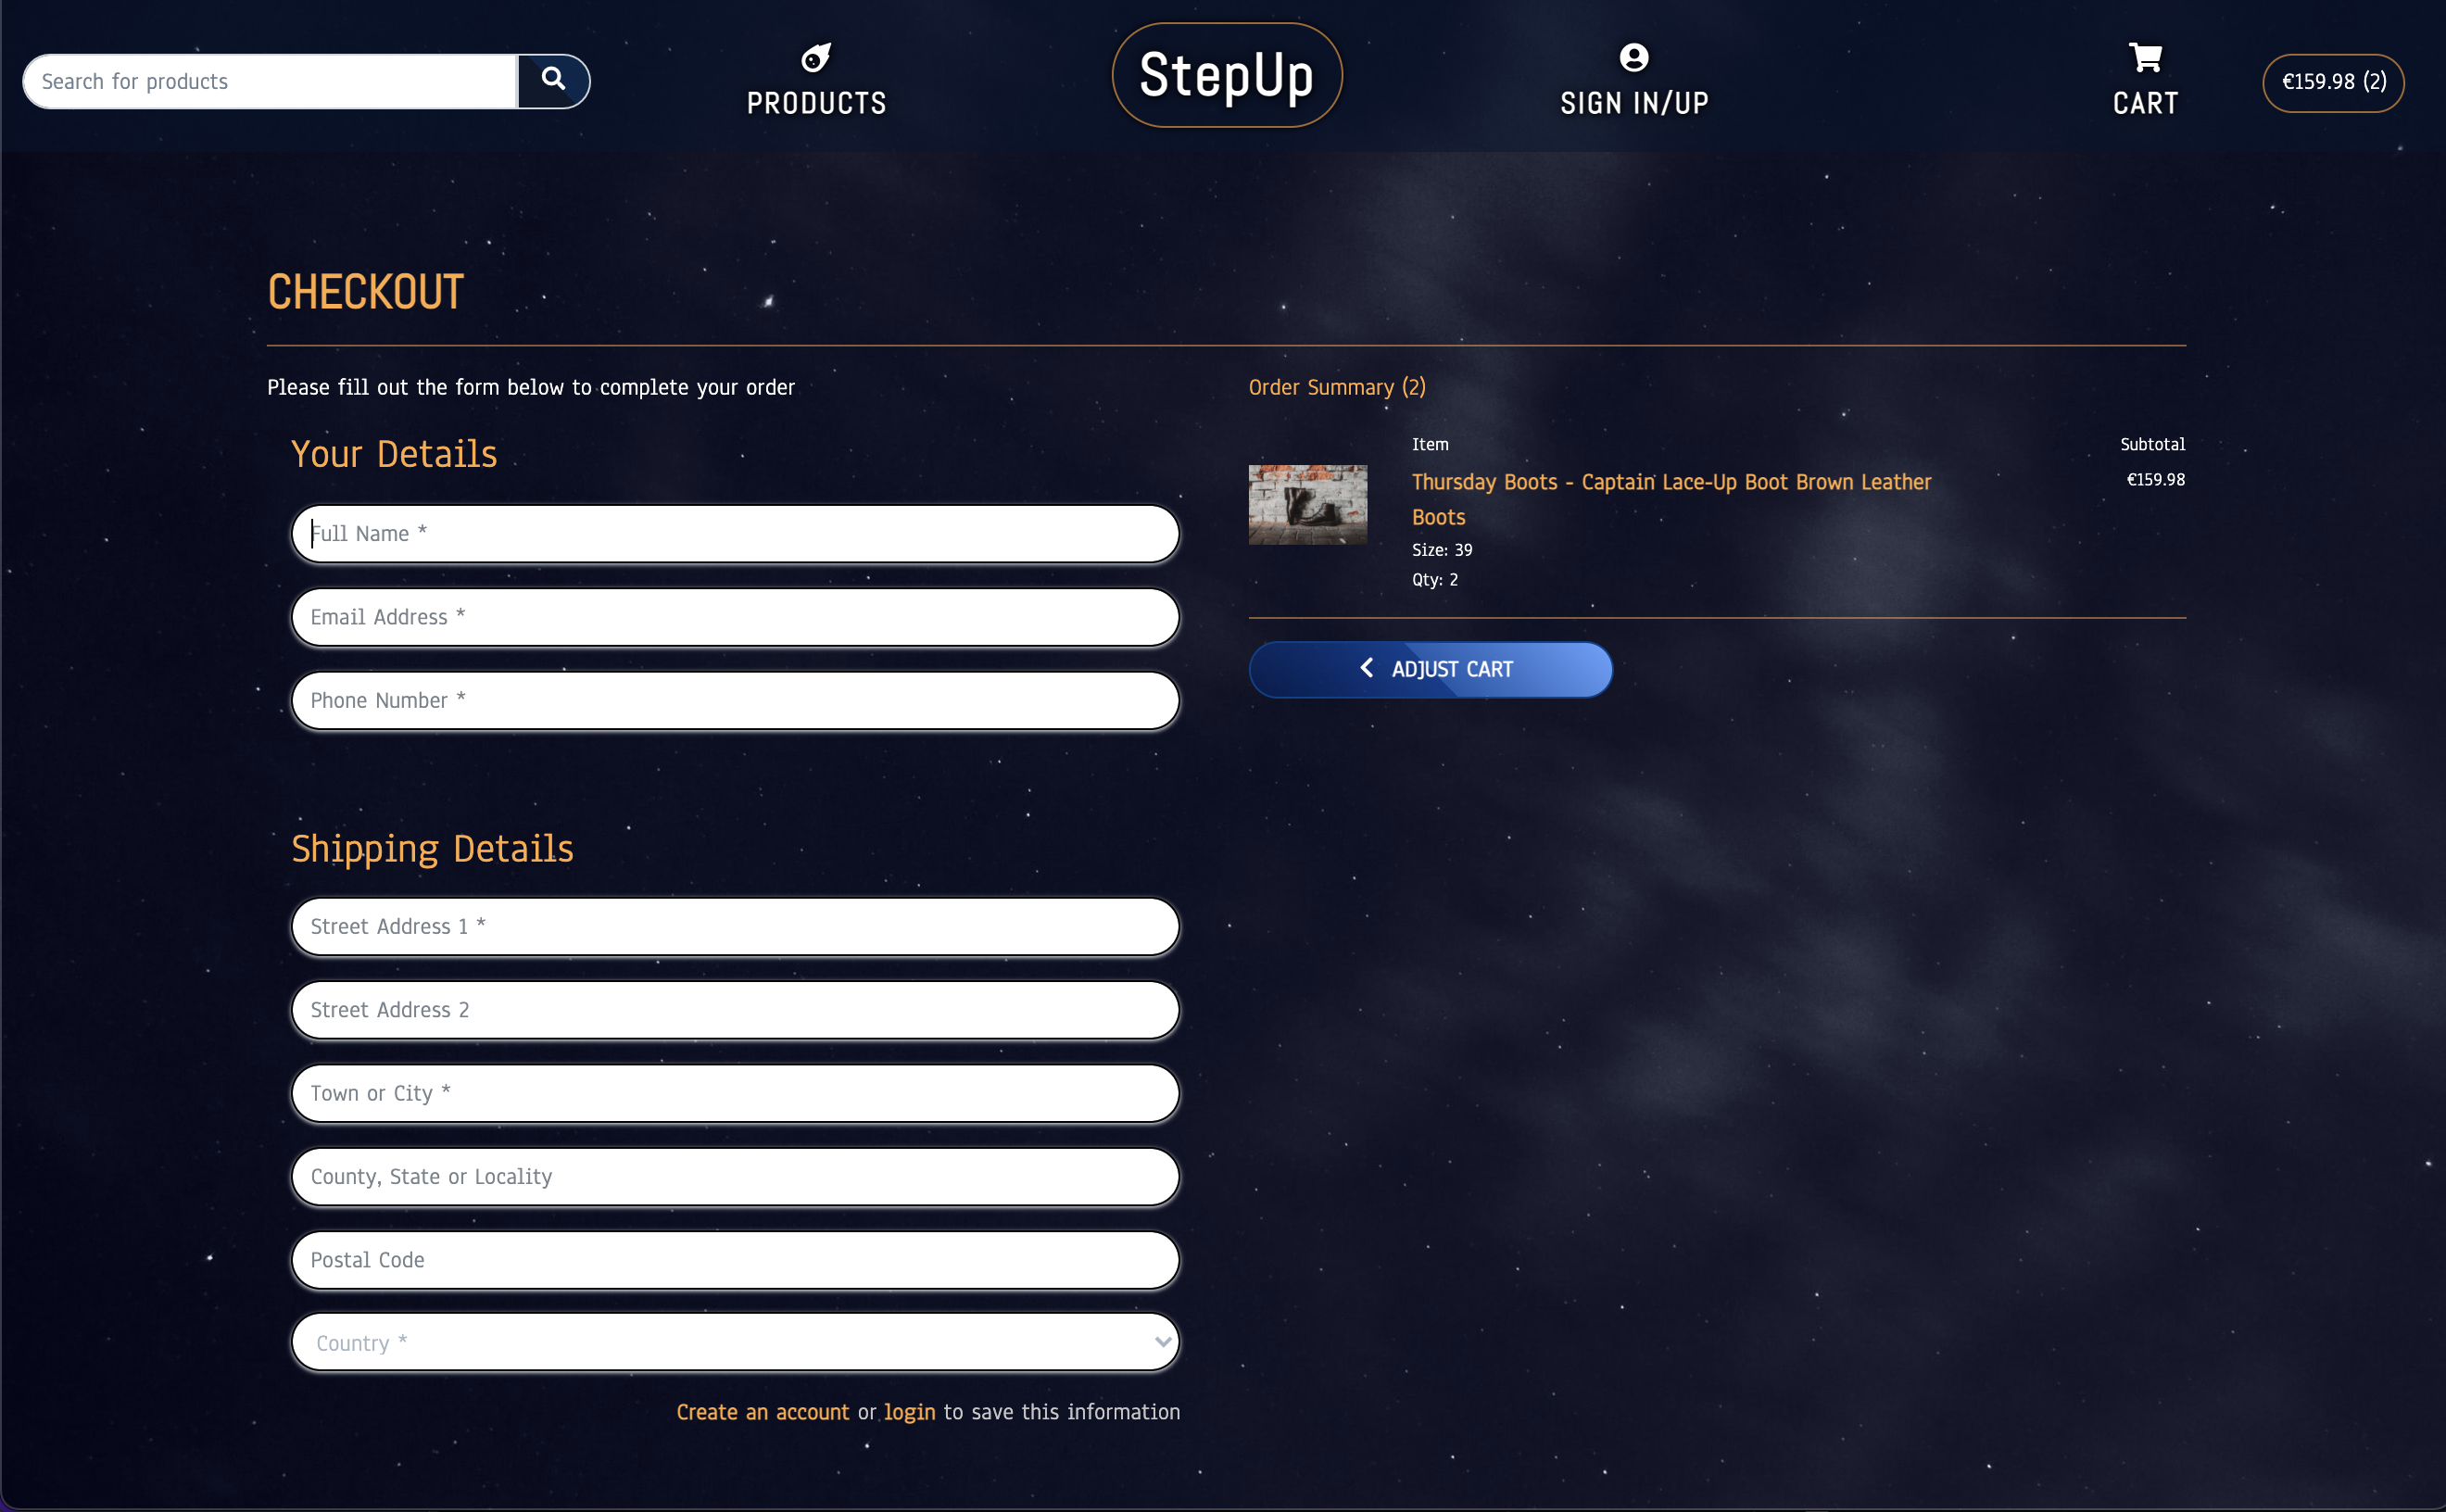 Search for products
PRODUCTS
StepUp
SIGN IN/UP
CART
€159.98 (2)
CHECKOUT
Please fill out the form below to complete your order
Your Details
Full Name *
Email Address *
Phone Number *
Shipping Details
Street Address 1 *
Street Address 2
Town or City *
County, State or Locality
Postal Code
Country *
Create an account or login to save this information
Order Summary (2)
Item
Subtotal
Thursday Boots - Captain Lace-Up Boot Brown Leather
€159.98
Boots
Size: 39
Qty: 2
ADJUST CART